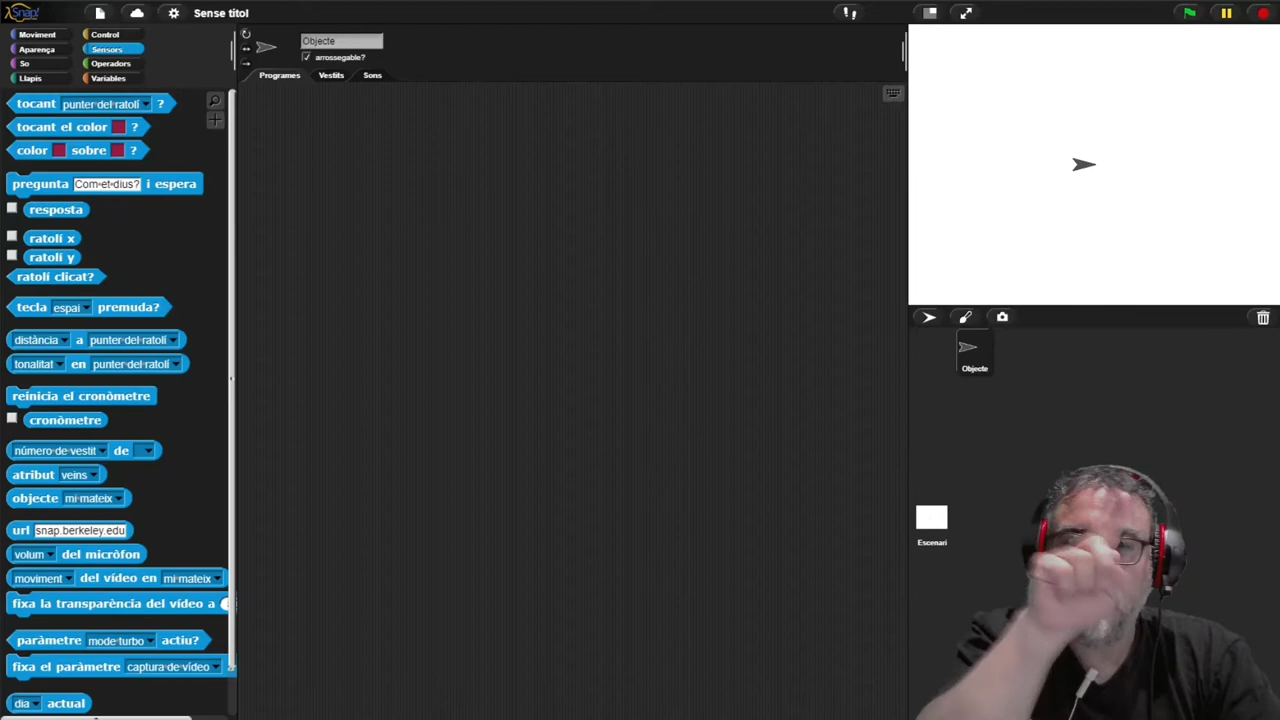 Snap!
Sense títol
Moviment
Control
Aparença
Sensors
So
Operadors
Llapis
Variables
Objecte
arrossegable?
Programes
Vestits
Sons
tocant punter del ratolí ?
tocant el color ?
color sobre ?
pregunta Com et dius? i espera
resposta
ratolí x
ratolí y
ratolí clicat?
tecla espai premuda?
distància a punter del ratolí
tonalitat en punter del ratolí
reinicia el cronòmetre
cronòmetre
número de vestit de
atribut veïns
objecte mi mateix
url snap.berkeley.edu
volum del micròfon
moviment del vídeo en mi mateix
fixa la transparència del vídeo a
paràmetre mode turbo actiu?
fixa el paràmetre captura de vídeo a
dia actual
Objecte
Escenari